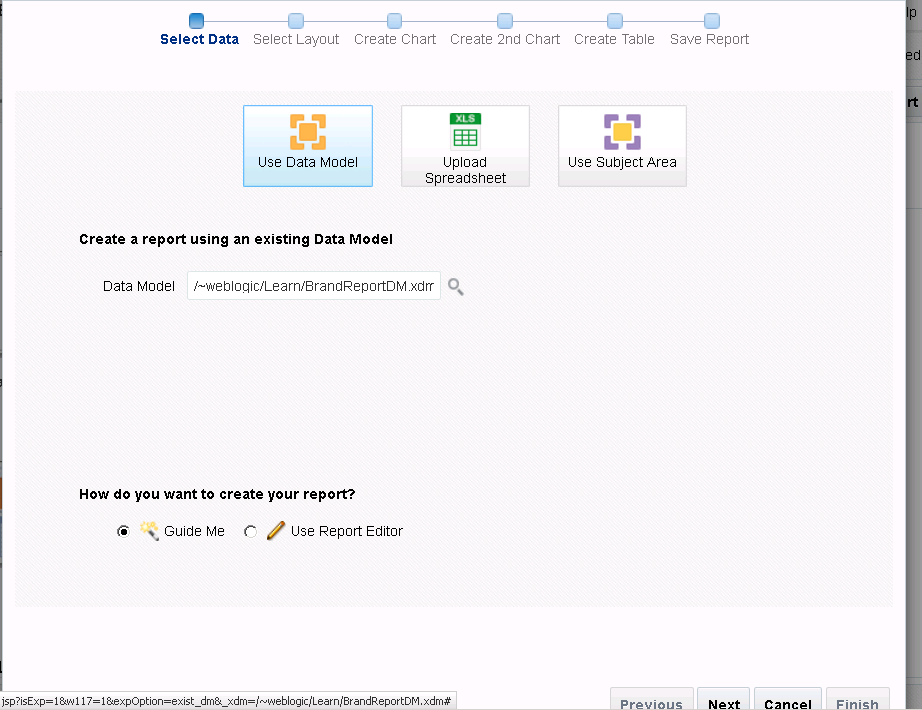 Select Data Select Layout Create Chart Create 2nd Chart Create Table Save Report
XLS
Use Data Model Upload Spreadsheet Use Subject Area
Create a report using an existing Data Model
Data Model /~weblogic/Learn/BrandReportDM.xdm
How do you want to create your report?
Guide Me Use Report Editor
jsp?isExp=1&w117=1&expOption=exist_dm&_xdm=/~weblogic/Learn/BrandReportDM.xdm#
Previous Next Cancel Finish